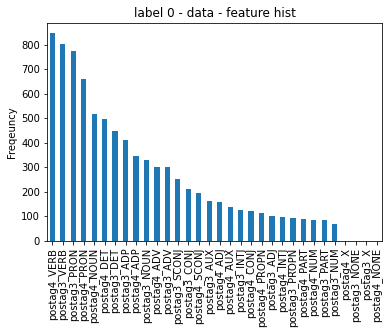 label 0 - data - feature hist
Freqeuncy
800
700
600
500
400
300
200
100
0
postag4_VERB
postag3_VERB
postag3_PRON
postag4_PRON
postag4_NOUN
postag4_DET
postag3_DET
postag3_ADP
postag4_ADP
postag3_NOUN
postag4_ADV
postag3_ADV
postag3_SCONJ
postag3_CONJ
postag4_SCONJ
postag3_AUX
postag4_ADJ
postag4_AUX
postag3_INTJ
postag4_CONJ
postag4_PROPN
postag3_ADJ
postag4_INTJ
postag3_PROPN
postag4_PART
postag4_NUM
postag3_PART
postag3_NUM
postag4_X
postag3_NONE
postag3_X
postag4_NONE